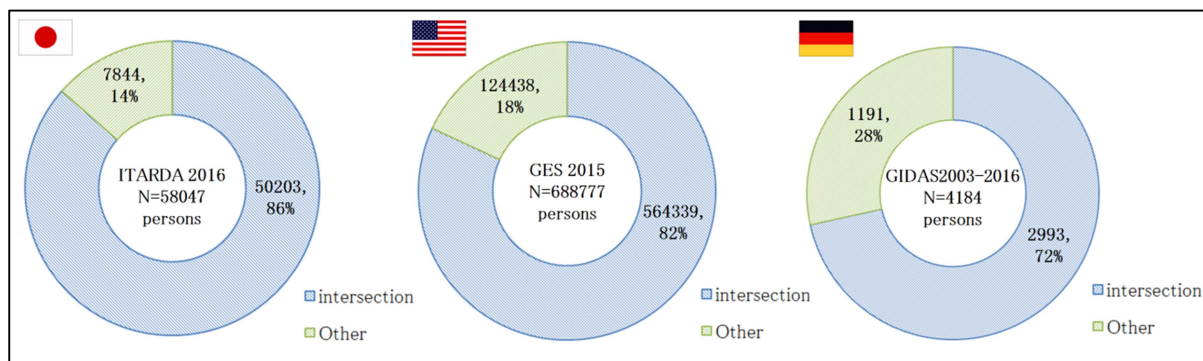 7844,
14%
ITARDA 2016
N=58047
persons
50203,
86%
intersection
Other
124438,
18%
GES 2015
N=688777
persons
564339,
82%
intersection
Other
1191,
28%
GIDAS2003-2016
N=4184
persons
2993,
72%
intersection
Other